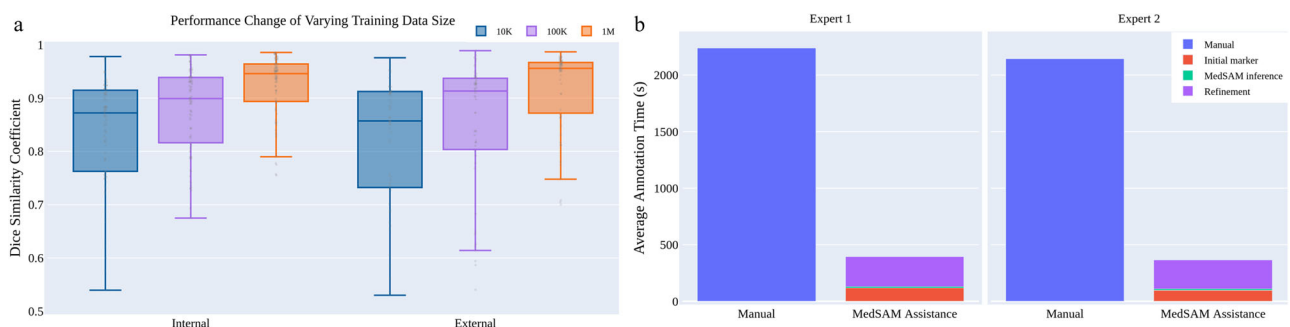 a
Performance Change of Varying Training Data Size
10K 100K 1M
Dice Similarity Coefficient
1
0.9
0.8
0.7
0.6
0.5
Internal External
b
Expert 1 Expert 2
Manual
Initial marker
MedSAM inference
Refinement
Average Annotation Time (s)
2000
1500
1000
500
0
Manual MedSAM Assistance Manual MedSAM Assistance